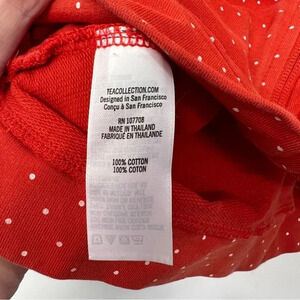 TEACOLLECTION.COM
Designed in San Francisco
Conçu à San Francisco
RN 107708
MADE IN THAILAND
FABRIQUÉ EN THAÏLANDE
100% COTTON
100% COTON